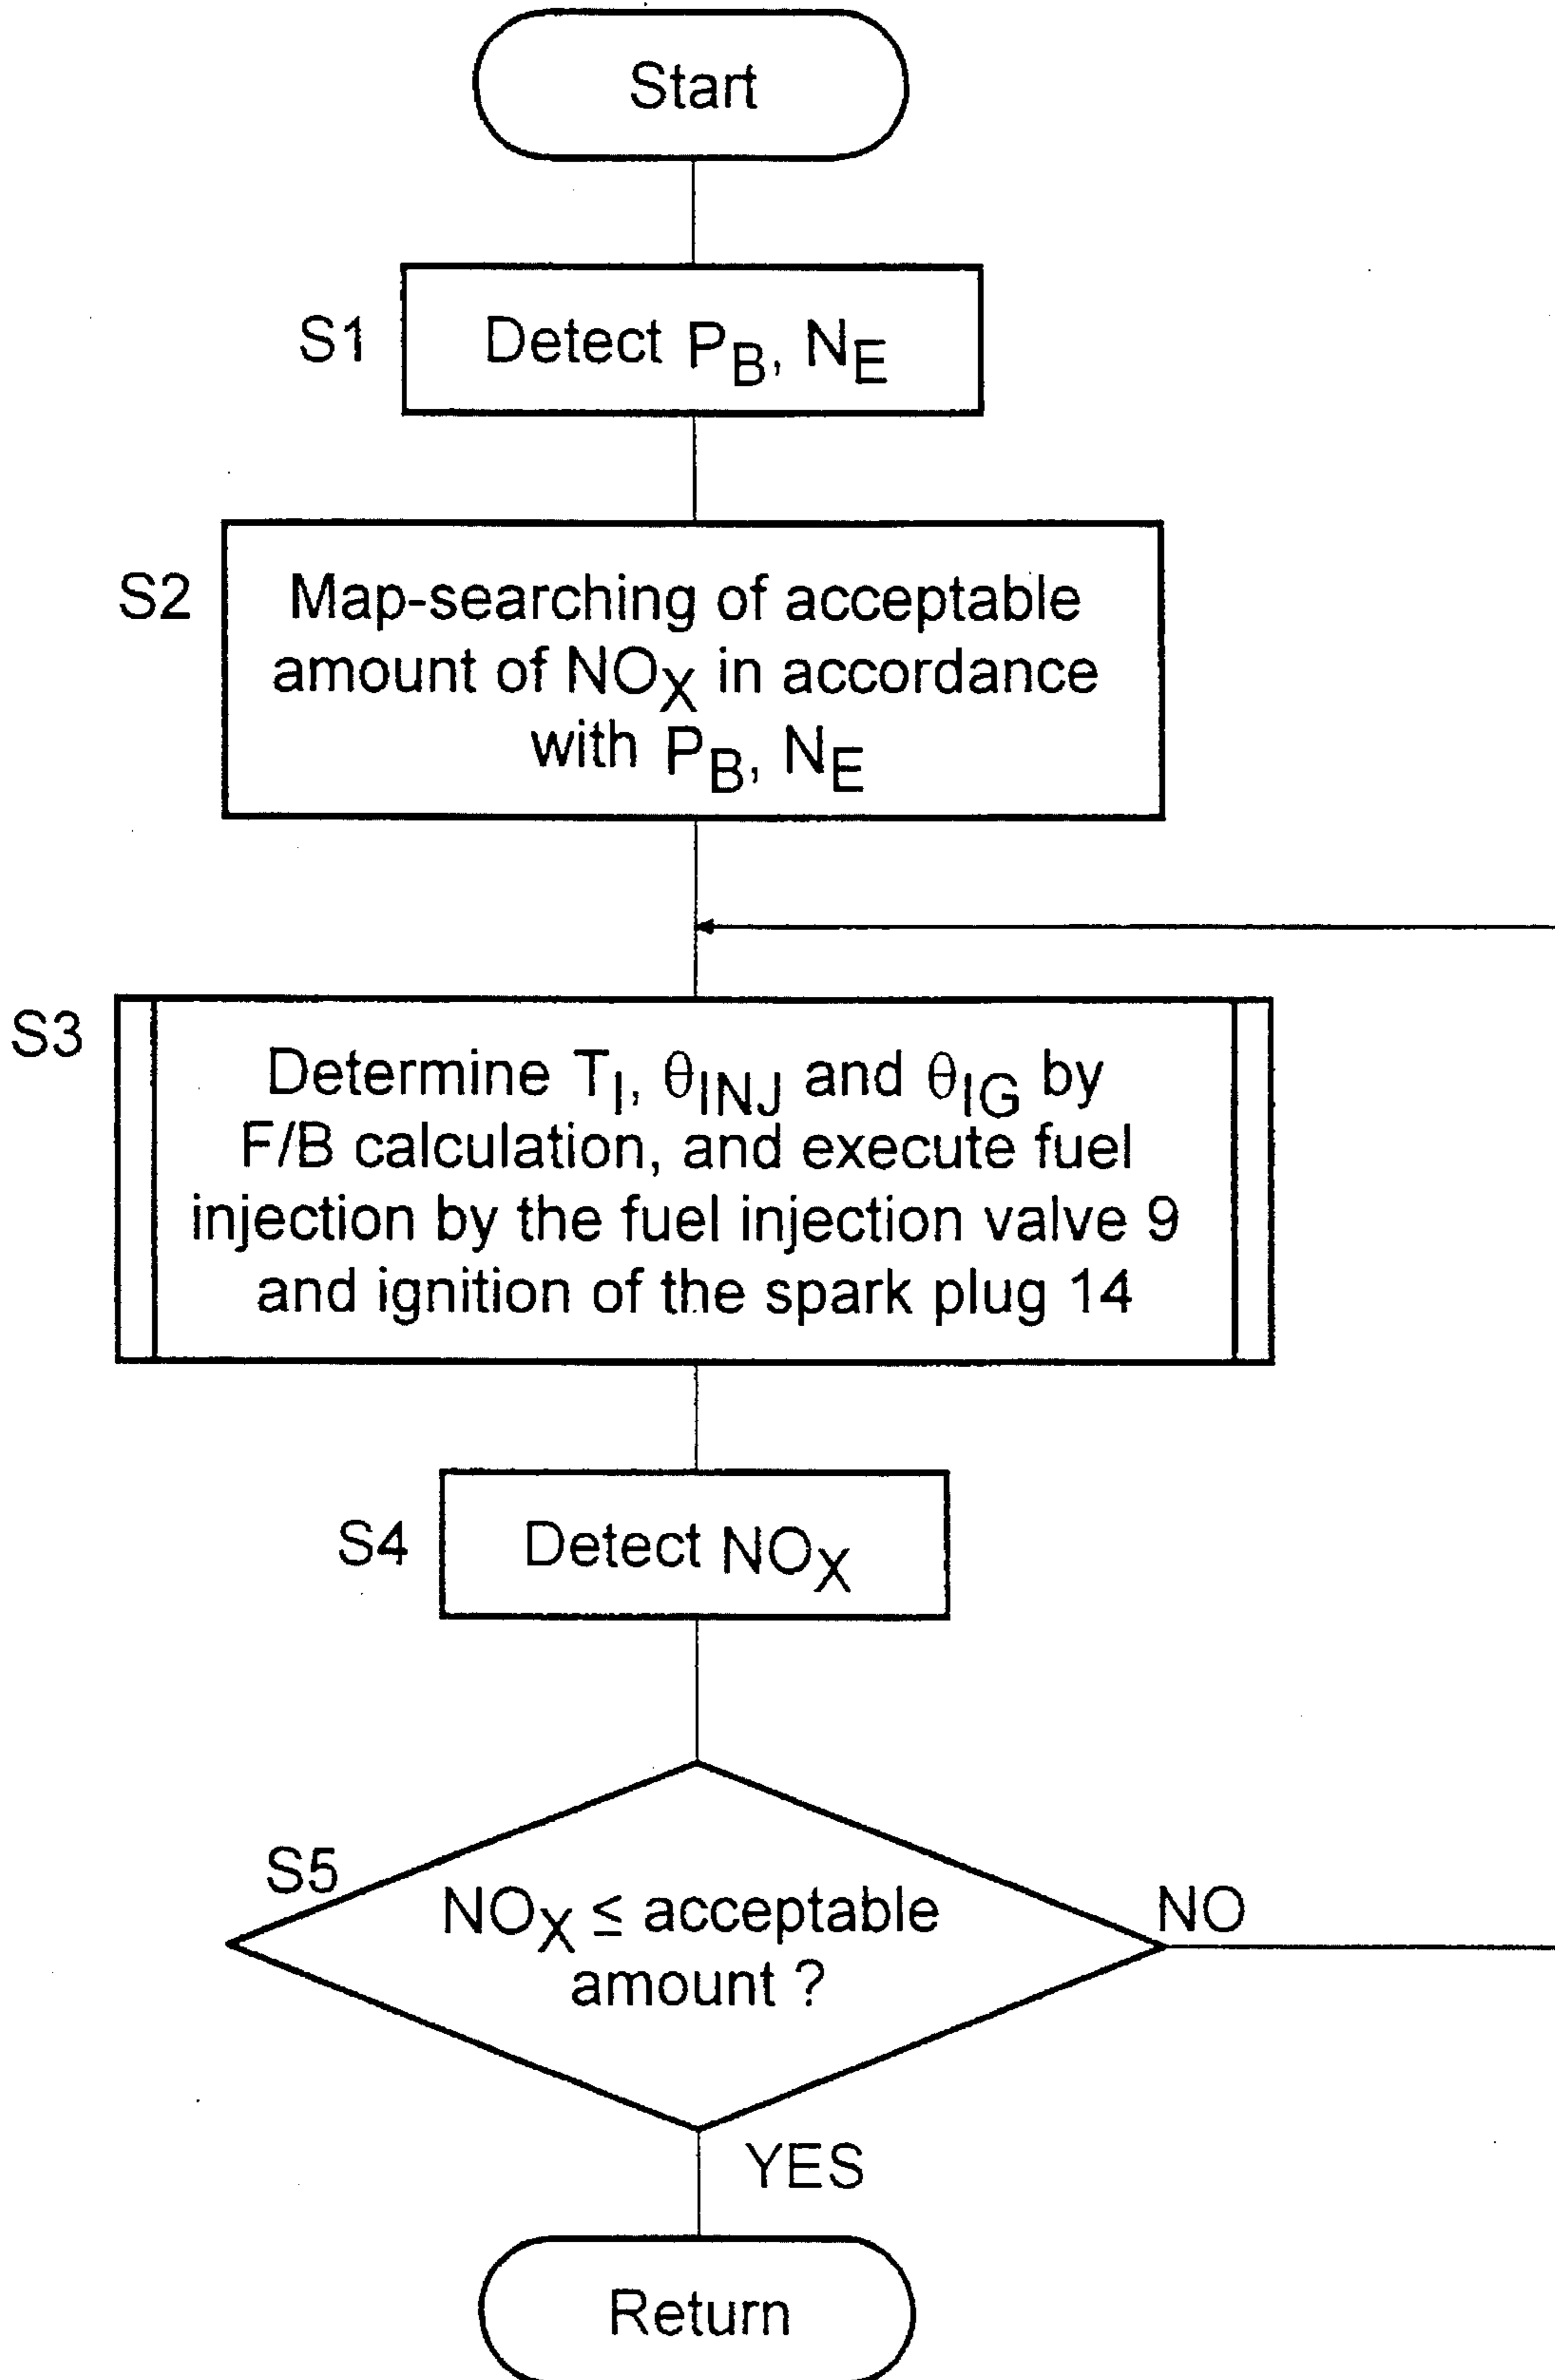 Start
S1
Detect P_B, N_E
S2
Map-searching of acceptable
amount of NO_X in accordance
with P_B, N_E
S3
Determine T_I, θ_INJ and θ_IG by
F/B calculation, and execute fuel
injection by the fuel injection valve 9
and ignition of the spark plug 14
S4
Detect NO_X
S5
NO_X ≤ acceptable
amount ?
NO
YES
Return